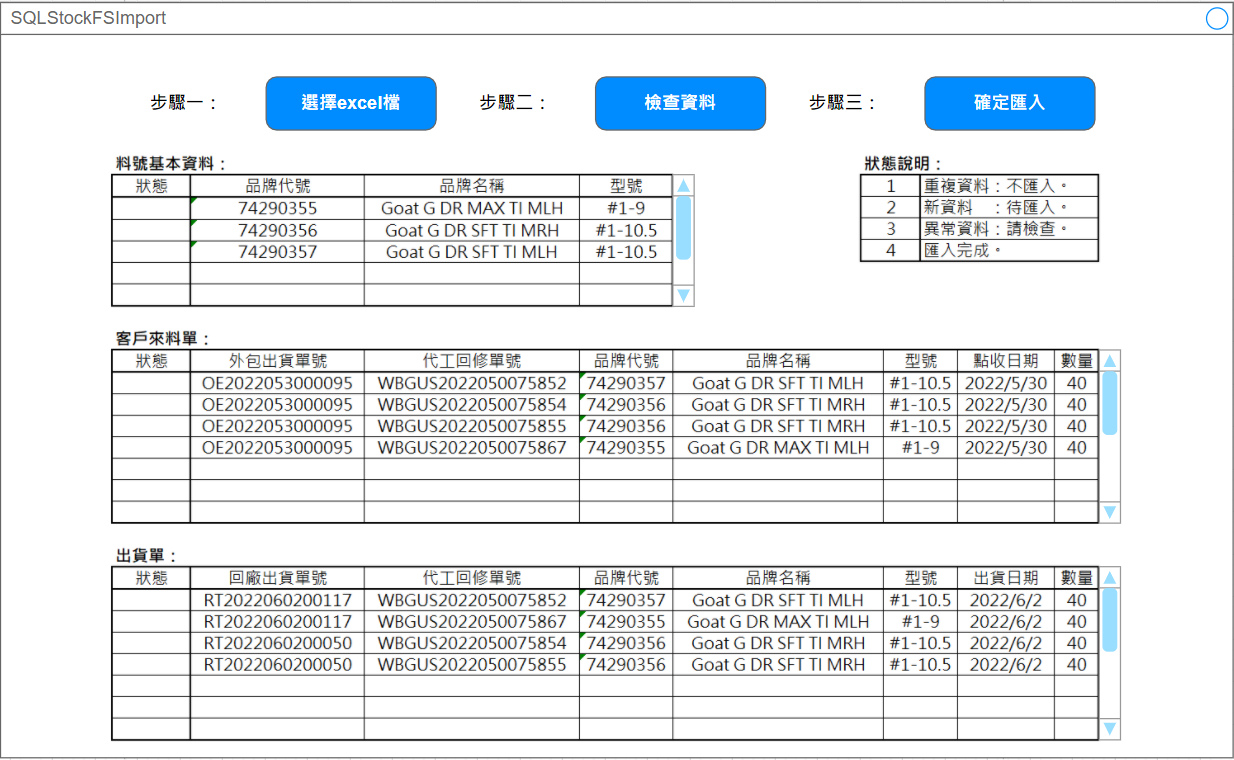 SQLStockFSImport
步驟一： 選擇excel檔 步驟二： 檢查資料 步驟三： 確定匯入
料號基本資料：
狀態 品牌代號 品牌名稱 型號
74290355 Goat G DR MAX TI MLH #1-9
74290356 Goat G DR SFT TI MRH #1-10.5
74290357 Goat G DR SFT TI MLH #1-10.5
狀態說明：
1 重複資料：不匯入。
2 新資料 ：待匯入。
3 異常資料：請檢查。
4 匯入完成。
客戶來料單：
狀態 外包出貨單號 代工回修單號 品牌代號 品牌名稱 型號 點收日期 數量
OE2022053000095 WBGUS2022050075852 74290357 Goat G DR SFT TI MLH #1-10.5 2022/5/30 40
OE2022053000095 WBGUS2022050075854 74290356 Goat G DR SFT TI MRH #1-10.5 2022/5/30 40
OE2022053000095 WBGUS2022050075855 74290356 Goat G DR SFT TI MRH #1-10.5 2022/5/30 40
OE2022053000095 WBGUS2022050075867 74290355 Goat G DR MAX TI MLH #1-9 2022/5/30 40
出貨單：
狀態 回廠出貨單號 代工回修單號 品牌代號 品牌名稱 型號 出貨日期 數量
RT2022060200117 WBGUS2022050075852 74290357 Goat G DR SFT TI MLH #1-10.5 2022/6/2 40
RT2022060200117 WBGUS2022050075867 74290355 Goat G DR MAX TI MLH #1-9 2022/6/2 40
RT2022060200050 WBGUS2022050075854 74290356 Goat G DR SFT TI MRH #1-10.5 2022/6/2 40
RT2022060200050 WBGUS2022050075855 74290356 Goat G DR SFT TI MRH #1-10.5 2022/6/2 40